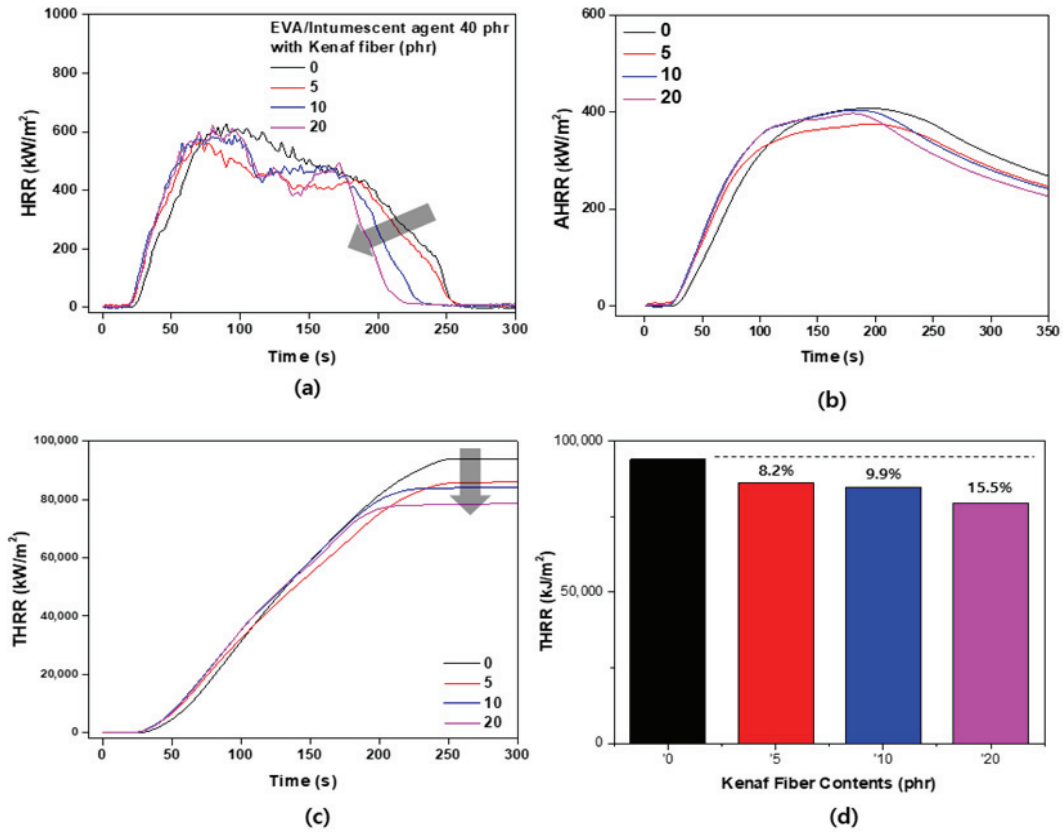 1000
800
600
400
200
0
HRR (kW/m²)
EVA/Intumescent agent 40 phr
with Kenaf fiber (phr)
0
5
10
20
0 50 100 150 200 250 300
Time (s)
(a)
600
400
200
0
AHRR (kW/m²)
0
5
10
20
0 50 100 150 200 250 300 350
Time (s)
(b)
100,000
80,000
60,000
40,000
20,000
0
THRR (kW/m²)
0
5
10
20
0 50 100 150 200 250 300
Time (s)
(c)
100,000
50,000
0
THRR (kJ/m²)
8.2%
9.9%
15.5%
'0 '5 '10 '20
Kenaf Fiber Contents (phr)
(d)